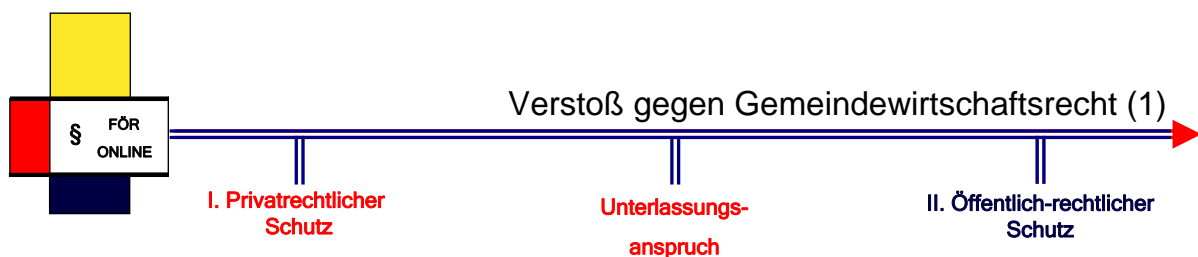 Verstoß gegen Gemeindewirtschaftsrecht (1)
§ FÖR
ONLINE
I. Privatrechtlicher
Schutz
Unterlassungs-
anspruch
II. Öffentlich-rechtlicher
Schutz